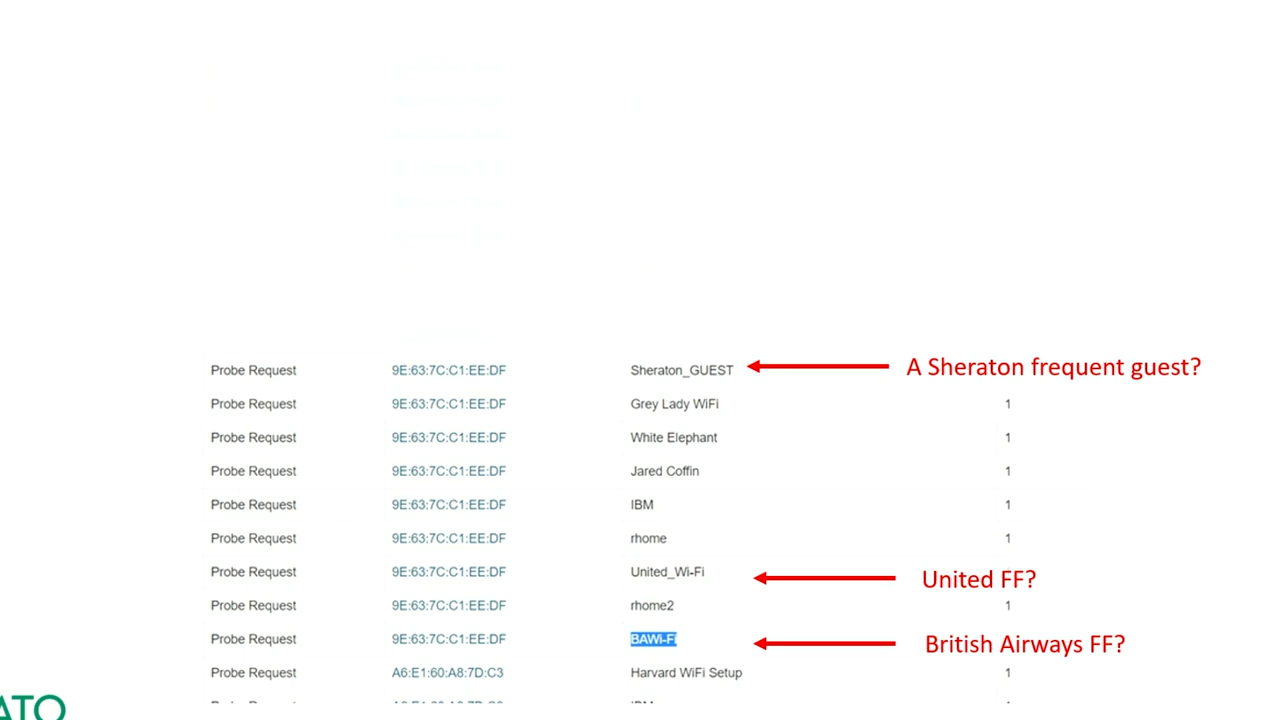 Probe Request 9E:63:7C:C1:EE:DF Sheraton_GUEST A Sheraton frequent guest?
Probe Request 9E:63:7C:C1:EE:DF Grey Lady WiFi 1
Probe Request 9E:63:7C:C1:EE:DF White Elephant 1
Probe Request 9E:63:7C:C1:EE:DF Jared Coffin 1
Probe Request 9E:63:7C:C1:EE:DF IBM 1
Probe Request 9E:63:7C:C1:EE:DF rhome 1
Probe Request 9E:63:7C:C1:EE:DF United_Wi-Fi United FF?
Probe Request 9E:63:7C:C1:EE:DF rhome2 1
Probe Request 9E:63:7C:C1:EE:DF BAWi-Fi British Airways FF?
Probe Request A6:E1:60:A8:7D:C3 Harvard WiFi Setup 1
ATO